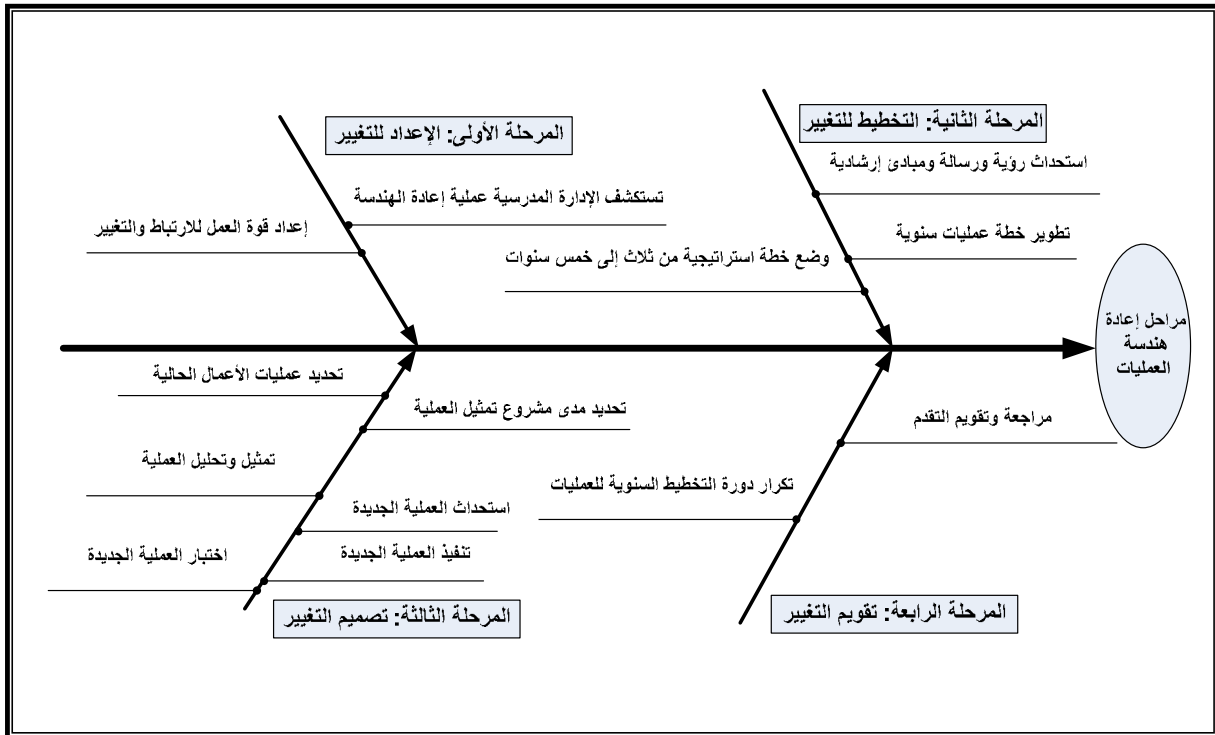 المرحلة الأولى: الإعداد للتغيير
تستكشف الإدارة المدرسية عملية إعادة الهندسة
إعداد قوة العمل للارتباط والتغيير
المرحلة الثانية: التخطيط للتغيير
استحداث رؤية ورسالة ومبادئ إرشادية
تطوير خطة عمليات سنوية
وضع خطة استراتيجية من ثلاث إلى خمس سنوات
مراحل إعادة
هندسة
العمليات
تحديد عمليات الأعمال الحالية
تحديد مدى مشروع تمثيل العملية
تمثيل وتحليل العملية
استحداث العملية الجديدة
تنفيذ العملية الجديدة
اختبار العملية الجديدة
المرحلة الثالثة: تصميم التغيير
مراجعة وتقويم التقدم
تكرار دورة التخطيط السنوية للعمليات
المرحلة الرابعة: تقويم التغيير